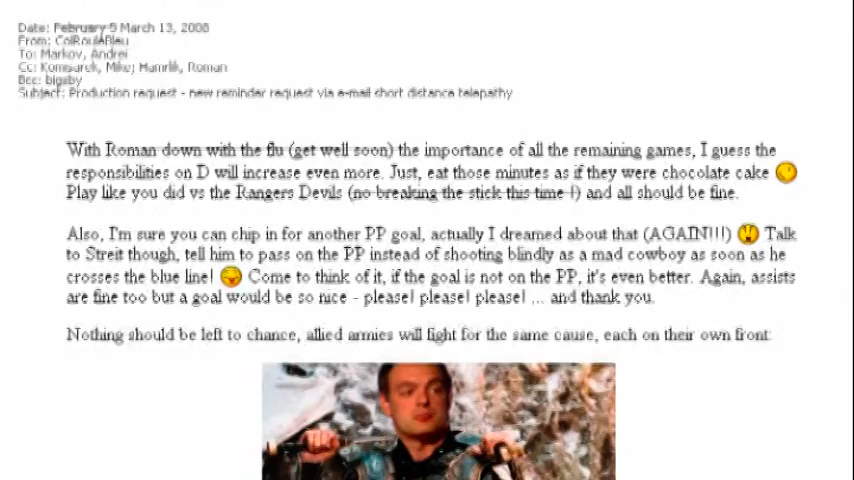 Date: February 5 March 13, 2008
From: ColRouléBleu
To: Markov, Andrei
Cc: Komisarek, Mike; Hamrlik, Roman
Bcc: bigsby
Subject: Production request - new reminder request via e-mail short distance telepathy
With Roman down with the flu (get well soon) the importance of all the remaining games, I guess the
responsibilities on D will increase even more. Just, eat those minutes as if they were chocolate cake
Play like you did vs the Rangers Devils (no breaking the stick this time !) and all should be fine.
Also, I'm sure you can chip in for another PP goal, actually I dreamed about that (AGAIN!!!) Talk
to Streit though, tell him to pass on the PP instead of shooting blindly as a mad cowboy as soon as he
crosses the blue line! Come to think of it, if the goal is not on the PP, it's even better. Again, assists
are fine too but a goal would be so nice - please! please! please! ... and thank you.
Nothing should be left to chance, allied armies will fight for the same cause, each on their own front: